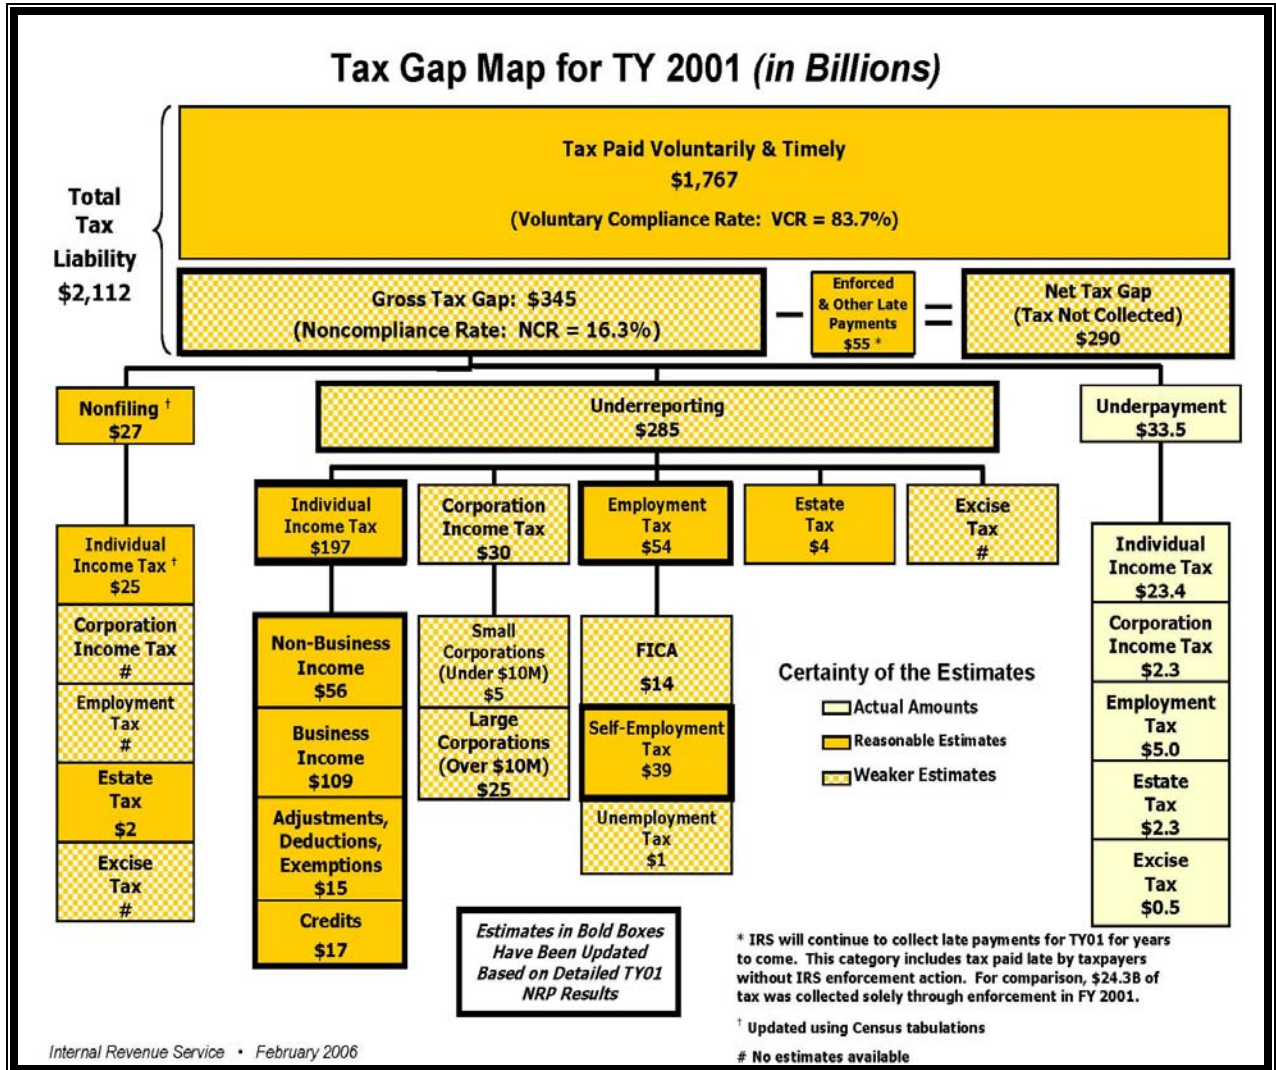 Tax Gap Map for TY 2001 (in Billions)
Total
Tax
Liability
$2,112
Tax Paid Voluntarily & Timely
$1,767
(Voluntary Compliance Rate: VCR = 83.7%)
Gross Tax Gap: $345
(Noncompliance Rate: NCR = 16.3%)
Enforced
& Other Late
Payments
$55 *
Net Tax Gap
(Tax Not Collected)
$290
Nonfiling †
$27
Underreporting
$285
Underpayment
$33.5
Individual
Income Tax †
$25
Corporation
Income Tax
#
Employment
Tax
#
Estate
Tax
$2
Excise
Tax
#
Individual
Income Tax
$197
Corporation
Income Tax
$30
Employment
Tax
$54
Estate
Tax
$4
Excise
Tax
#
Non-Business
Income
$56
Business
Income
$109
Adjustments,
Deductions,
Exemptions
$15
Credits
$17
Small
Corporations
(Under $10M)
$5
Large
Corporations
(Over $10M)
$25
FICA
$14
Self-Employment
Tax
$39
Unemployment
Tax
$1
Individual
Income Tax
$23.4
Corporation
Income Tax
$2.3
Employment
Tax
$5.0
Estate
Tax
$2.3
Excise
Tax
$0.5
Certainty of the Estimates
Actual Amounts
Reasonable Estimates
Weaker Estimates
Estimates in Bold Boxes
Have Been Updated
Based on Detailed TY01
NRP Results
* IRS will continue to collect late payments for TY01 for years
to come. This category includes tax paid late by taxpayers
without IRS enforcement action. For comparison, $24.3B of
tax was collected solely through enforcement in FY 2001.
† Updated using Census tabulations
# No estimates available
Internal Revenue Service • February 2006